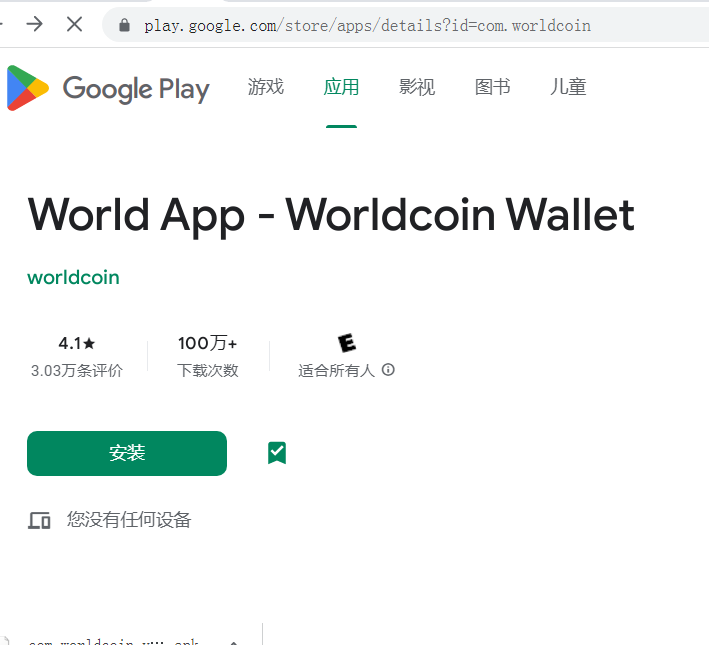 play.google.com/store/apps/details?id=com.worldcoin
Google Play 游戏 应用 影视 图书 儿童
World App - Worldcoin Wallet
worldcoin
4.1★ 100万+ E
3.03万条评价 下载次数 适合所有人
安装
您没有任何设备